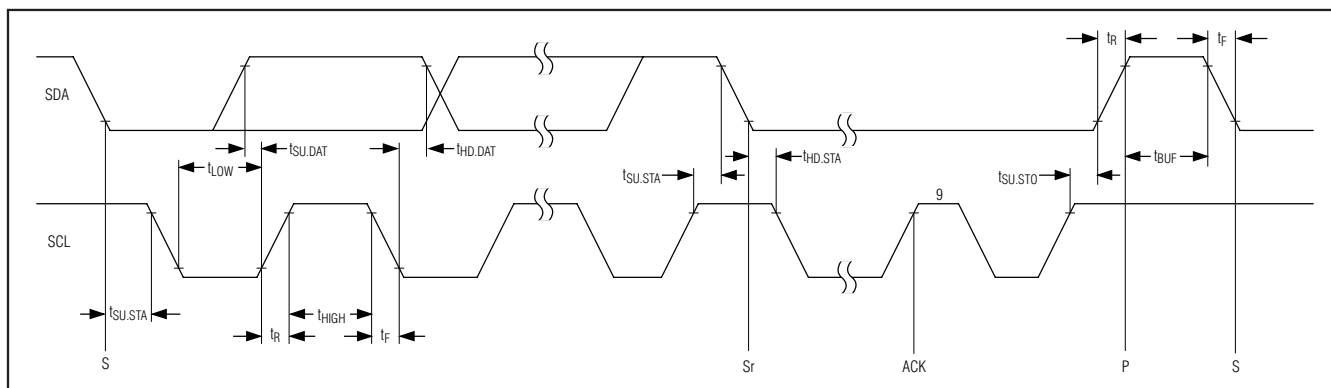 tR
tF
SDA
tSU.DAT
tHD.DAT
tHD.STA
tBUF
tLOW
tSU.STA
tSU.STO
9
SCL
tSU.STA
tHIGH
tR
tF
S
Sr
ACK
P
S